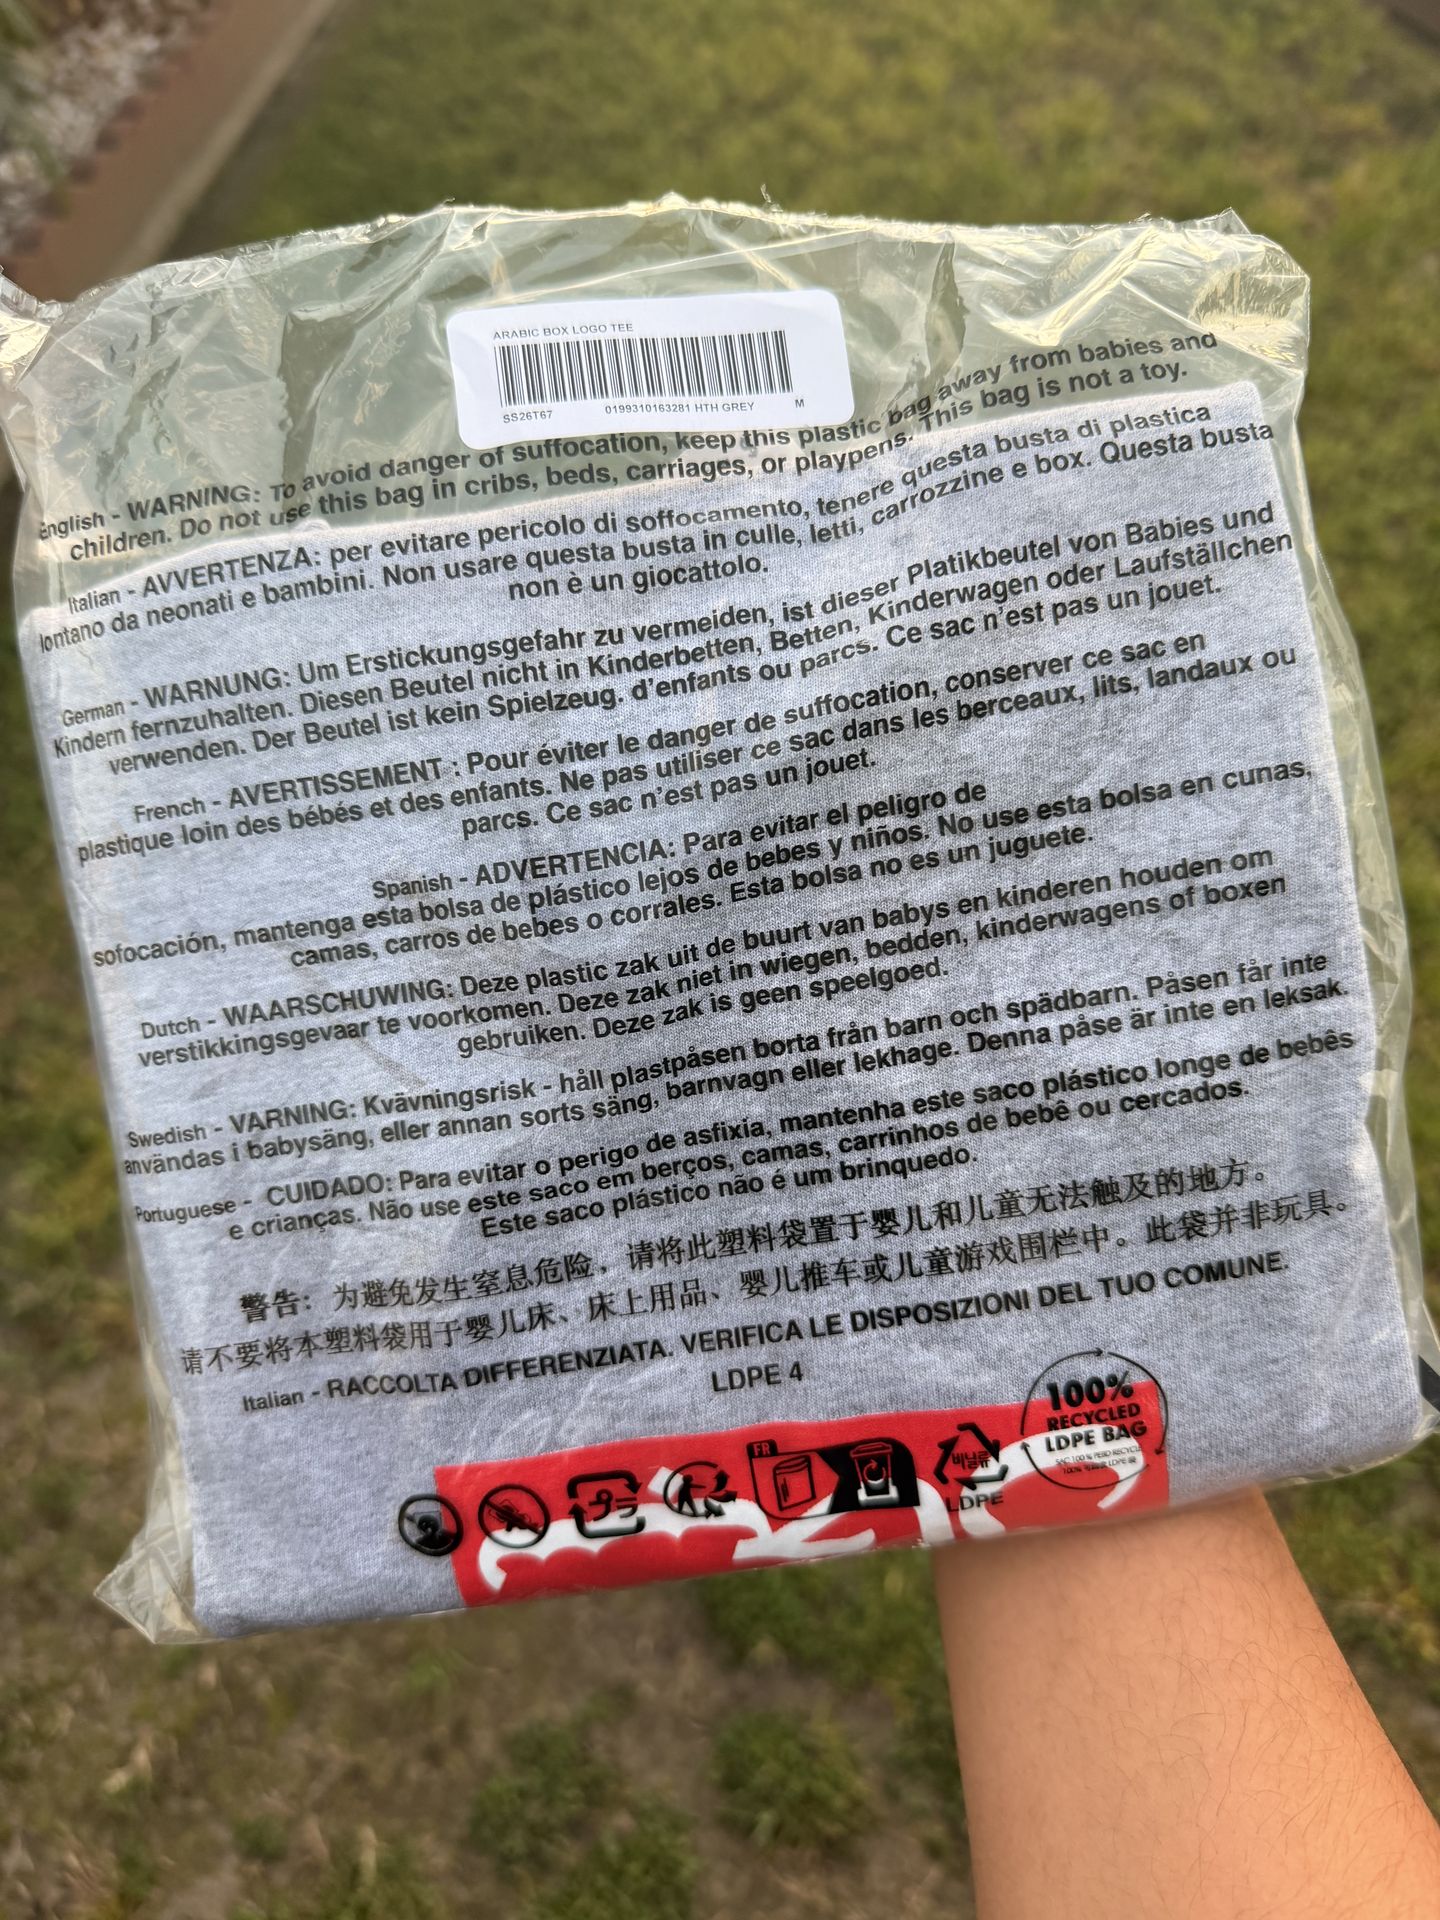 ARABIC BOX LOGO TEE
SS26T67 0199310163281 HTH GREY M
English - WARNING: To avoid danger of suffocation, keep this plastic bag away from babies and
children. Do not use this bag in cribs, beds, carriages, or playpens. This bag is not a toy.
Italian - AVVERTENZA: per evitare pericolo di soffocamento, tenere questa busta di plastica
lontano da neonati e bambini. Non usare questa busta in culle, letti, carrozzine e box. Questa busta
non è un giocattolo.
German - WARNUNG: Um Erstickungsgefahr zu vermeiden, ist dieser Platikbeutel von Babies und
Kindern fernzuhalten. Diesen Beutel nicht in Kinderbetten, Betten, Kinderwagen oder Laufställchen
verwenden. Der Beutel ist kein Spielzeug. d'enfants ou parcs. Ce sac n'est pas un jouet.
French - AVERTISSEMENT : Pour éviter le danger de suffocation, conserver ce sac en
plastique loin des bébés et des enfants. Ne pas utiliser ce sac dans les berceaux, lits, landaux ou
parcs. Ce sac n'est pas un jouet.
Spanish - ADVERTENCIA: Para evitar el peligro de
sofocación, mantenga esta bolsa de plástico lejos de bebes y niños. No use esta bolsa en cunas,
camas, carros de bebes o corrales. Esta bolsa no es un juguete.
Dutch - WAARSCHUWING: Deze plastic zak uit de buurt van babys en kinderen houden om
verstikkingsgevaar te voorkomen. Deze zak niet in wiegen, bedden, kinderwagens of boxen
gebruiken. Deze zak is geen speelgoed.
Swedish - VARNING: Kvävningsrisk - håll plastpåsen borta från barn och spädbarn. Påsen får inte
användas i babysäng, eller annan sorts säng, barnvagn eller lekhage. Denna påse är inte en leksak.
Portuguese - CUIDADO: Para evitar o perigo de asfixia, mantenha este saco plástico longe de bebês
e crianças. Não use este saco em berços, camas, carrinhos de bebê ou cercados.
Este saco plástico não é um brinquedo.
警告：为避免发生窒息危险，请将此塑料袋置于婴儿和儿童无法触及的地方。
请不要将本塑料袋用于婴儿床、床上用品、婴儿推车或儿童游戏围栏中。此袋并非玩具。
Italian - RACCOLTA DIFFERENZIATA. VERIFICA LE DISPOSIZIONI DEL TUO COMUNE.
LDPE 4
100%
RECYCLED
LDPE BAG
プラ
FR
비닐류
LDPE